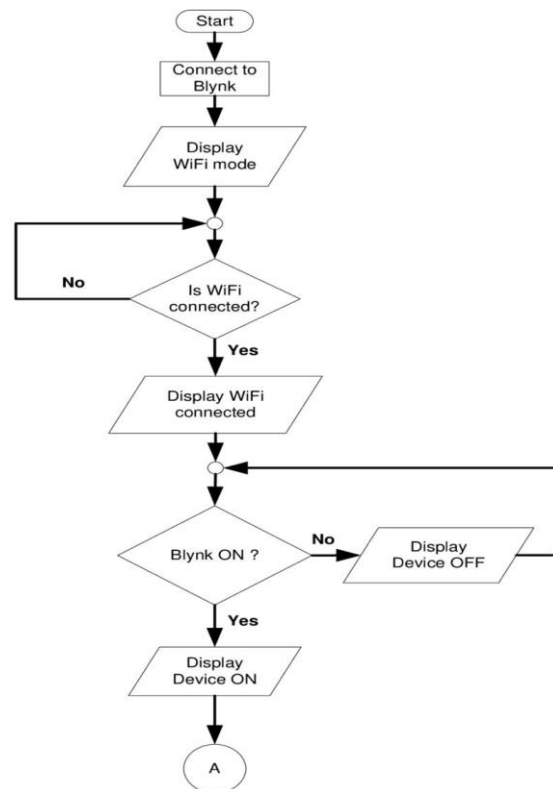 Start
Connect to
Blynk
Display
WiFi mode
No
Is WiFi
connected?
Yes
Display WiFi
connected
Blynk ON ?
No
Display
Device OFF
Yes
Display
Device ON
A